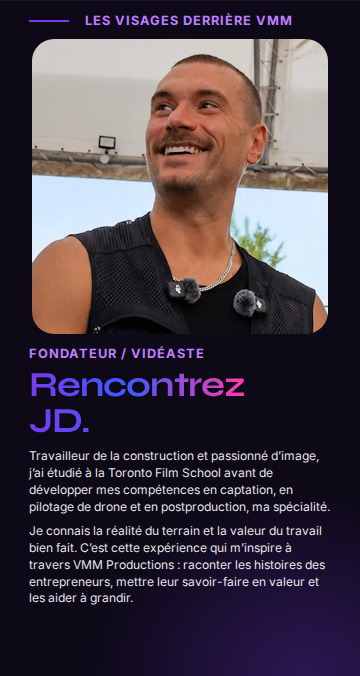 LES VISAGES DERRIÈRE VMM
FONDATEUR / VIDÉASTE
Rencontrez
JD.
Travailleur de la construction et passionné d’image,
j’ai étudié à la Toronto Film School avant de
développer mes compétences en captation, en
pilotage de drone et en postproduction, ma spécialité.
Je connais la réalité du terrain et la valeur du travail
bien fait. C’est cette expérience qui m’inspire à
travers VMM Productions : raconter les histoires des
entrepreneurs, mettre leur savoir-faire en valeur et
les aider à grandir.